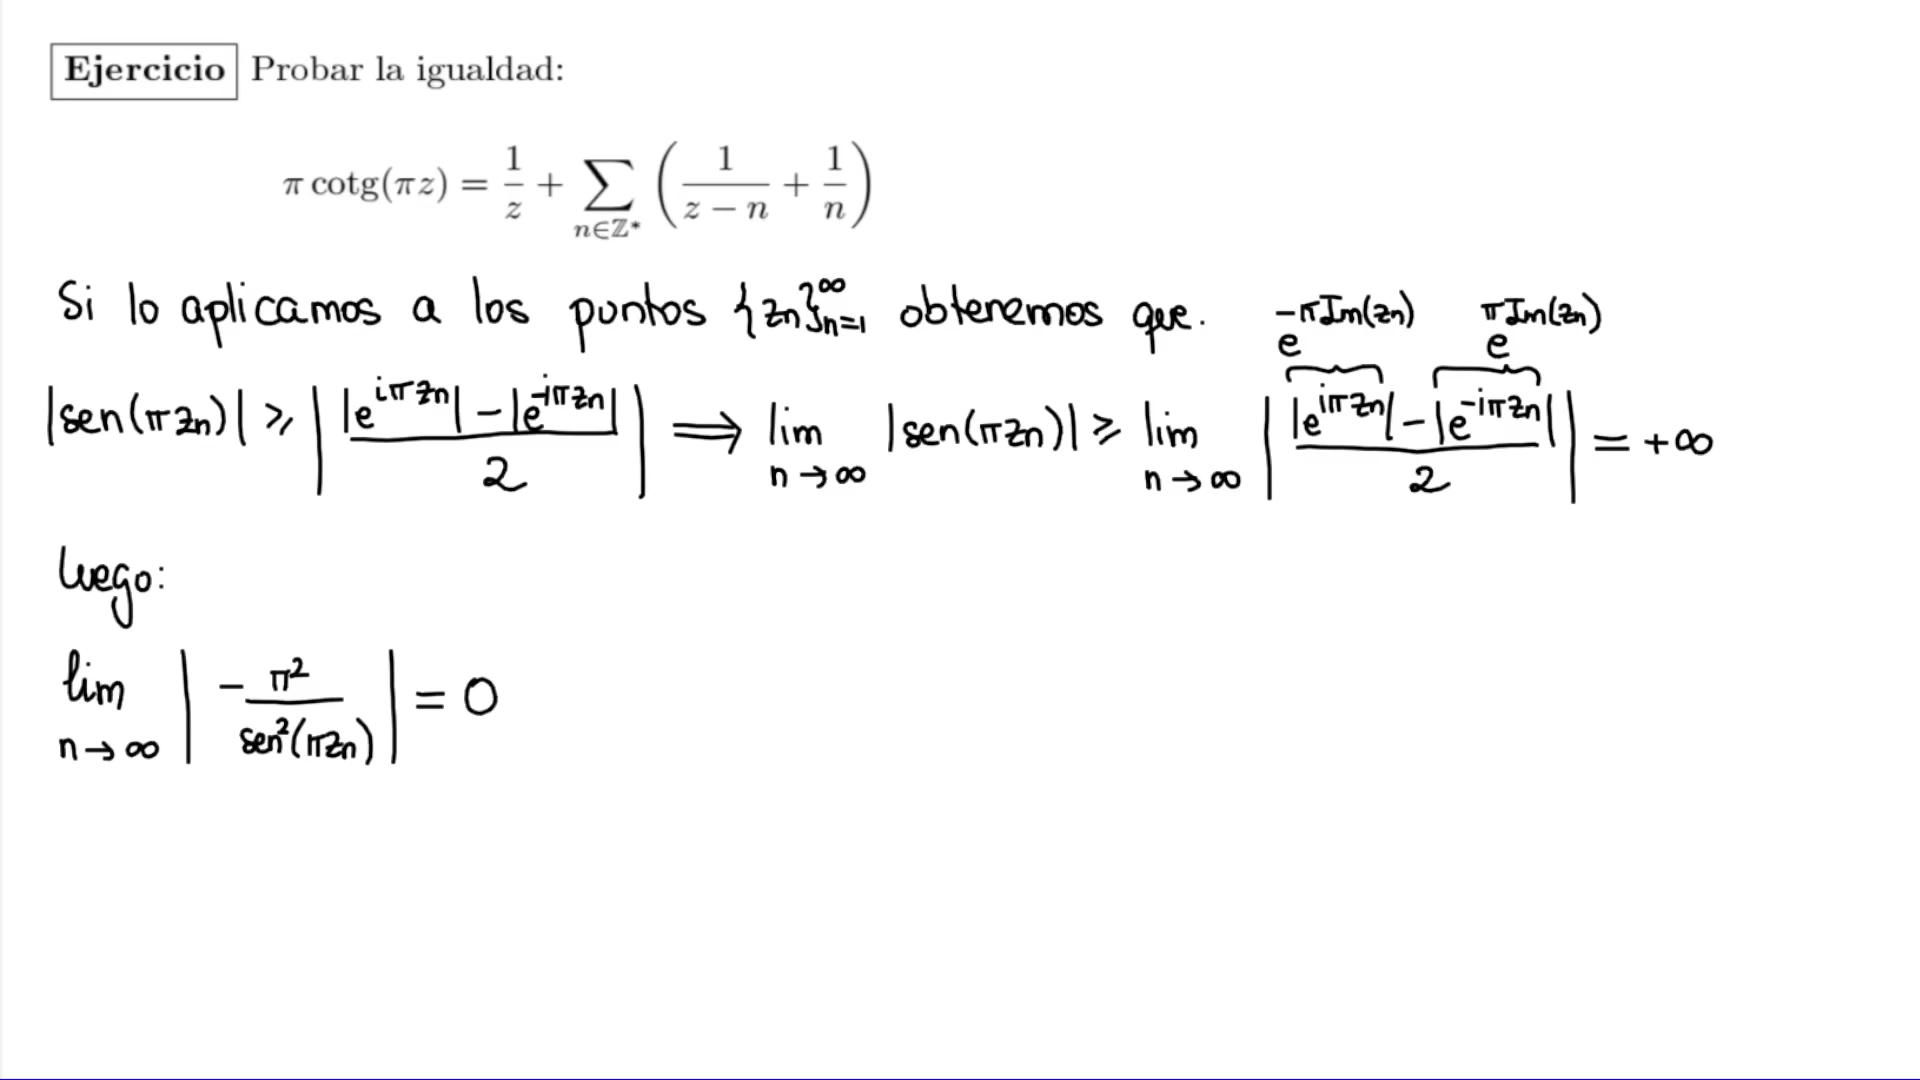 Ejercicio Probar la igualdad:
π cotg(πz) = 1/z + ∑_{n∈ℤ*} (1/(z − n) + 1/n)
Si lo aplicamos a los puntos {zn}_{n=1}^∞ obtenemos que.
|sen(πzn)| ⩾ | (|e^{iπzn}| − |e^{-iπzn}|)/2 | ⟹ lim_{n→∞} |sen(πzn)| ⩾ lim_{n→∞} | (|e^{iπzn}| − |e^{-iπzn}|)/2 | = +∞
e^{-πIm(zn)} e^{πIm(zn)}
luego:
lim_{n→∞} | − π²/sen²(πzn) | = 0